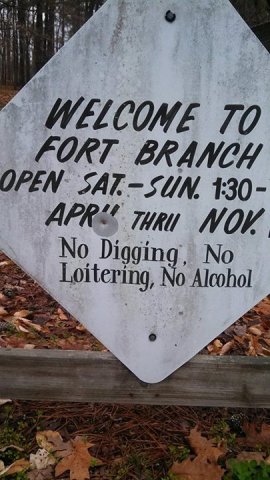 WELCOME TO
FORT BRANCH
OPEN SAT.-SUN. 1:30-
APRIL THRU NOV.
No Digging, No
Loitering, No Alcohol